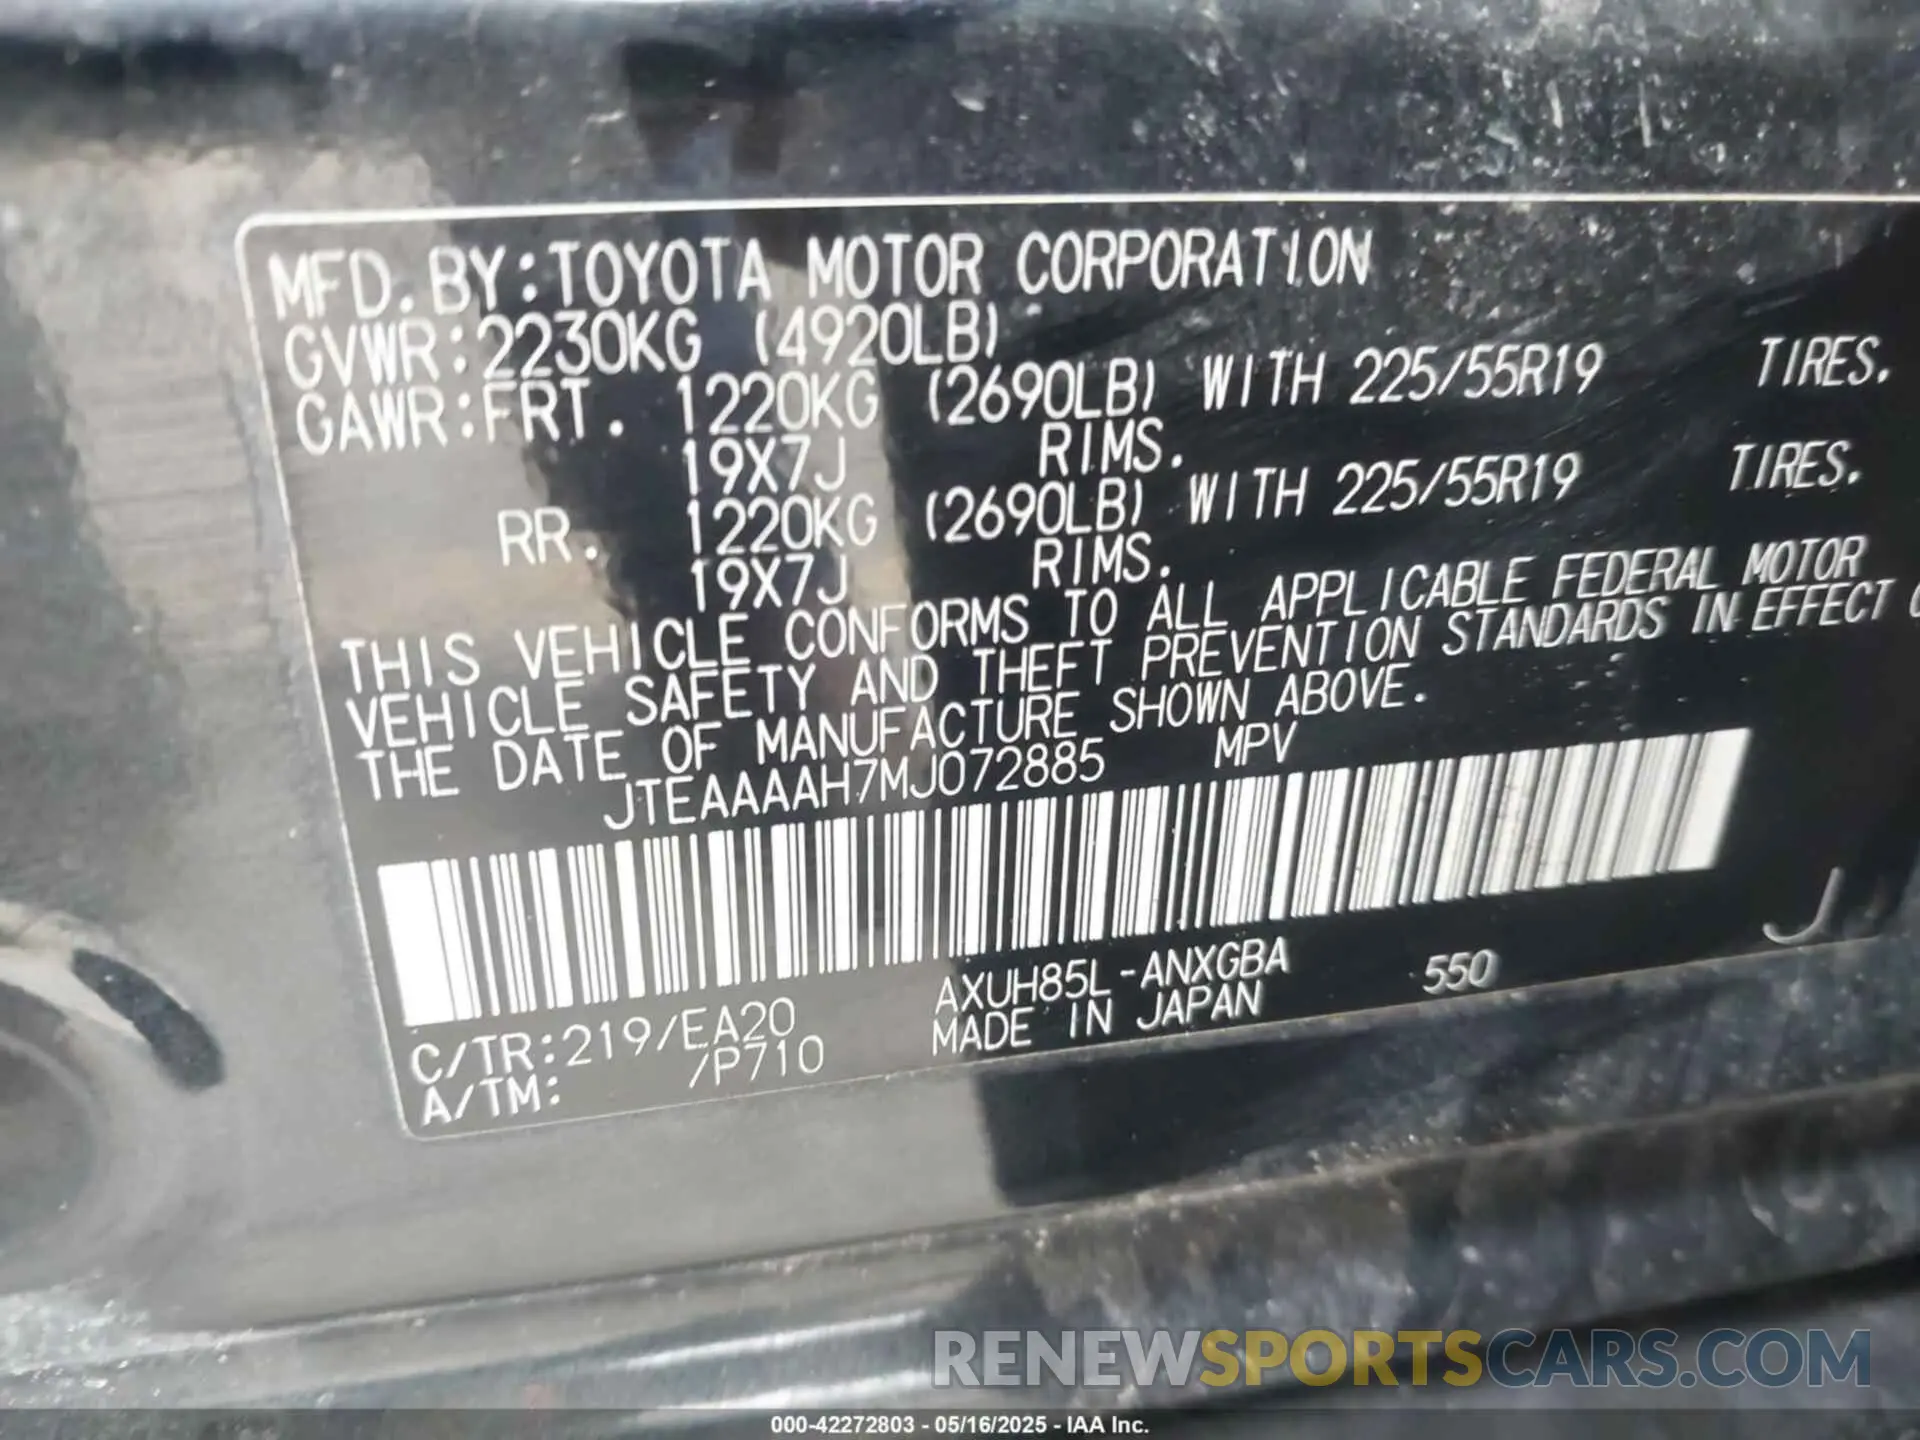 MFD. BY: TOYOTA MOTOR CORPORATION
GVWR: 2230KG (4920LB)
GAWR: FRT. 1220KG (2690LB) WITH 225/55R19 TIRES.
19X7J RIMS.
RR. 1220KG (2690LB) WITH 225/55R19 TIRES.
19X7J RIMS.
THIS VEHICLE CONFORMS TO ALL APPLICABLE FEDERAL MOTOR
VEHICLE SAFETY AND THEFT PREVENTION STANDARDS IN EFFECT
THE DATE OF MANUFACTURE SHOWN ABOVE.
JTEAAAAH7MJ072885 MPV
AXUH85L-ANXGBA 550
C/TR:219/EA20 MADE IN JAPAN
A/TM: /P710
RENEWSPORTSCARS.COM
000-42272803 - 05/16/2025 - IAA Inc.